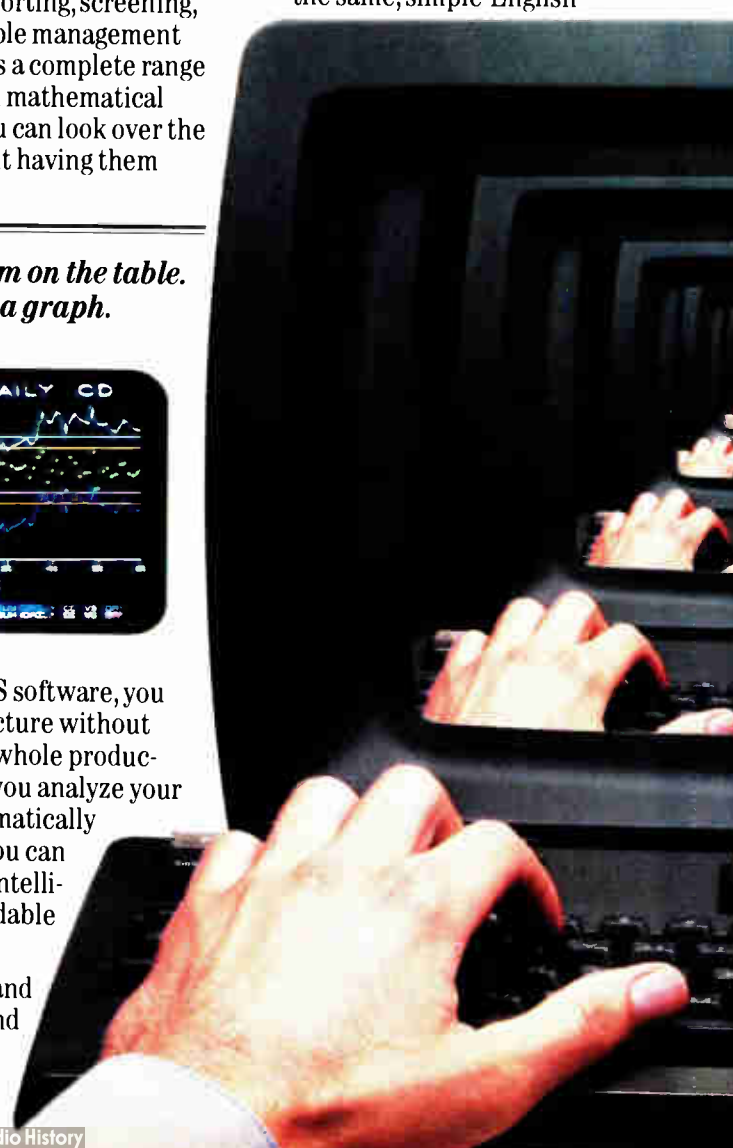 orting, screening,
ole management
s a complete range
mathematical
u can look over the
t having them
m on the table.
a graph.
AILY CD
S software, you
cture without
whole produc-
you analyze your
matically
ou can
ntelli-
dable
and
nd
the same, simple English
dio History